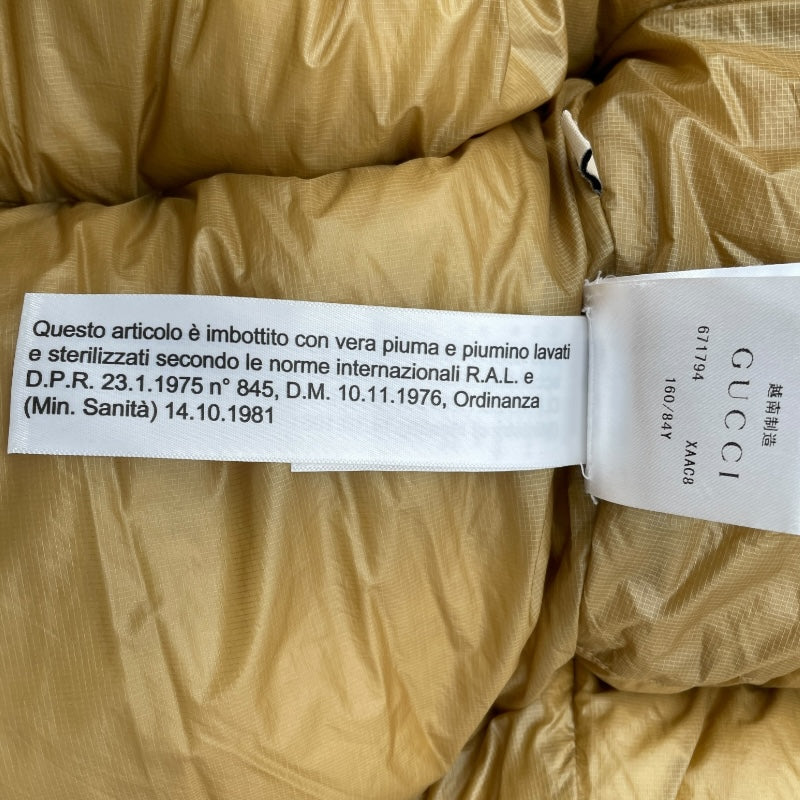 Questo articolo è imbottito con vera piuma e piumino lavati
e sterilizzati secondo le norme internazionali R.A.L. e
D.P.R. 23.1.1975 n° 845, D.M. 10.11.1976, Ordinanza
(Min. Sanità) 14.10.1981
越南制造
GUCCI
671794 XAAC8
160/84Y